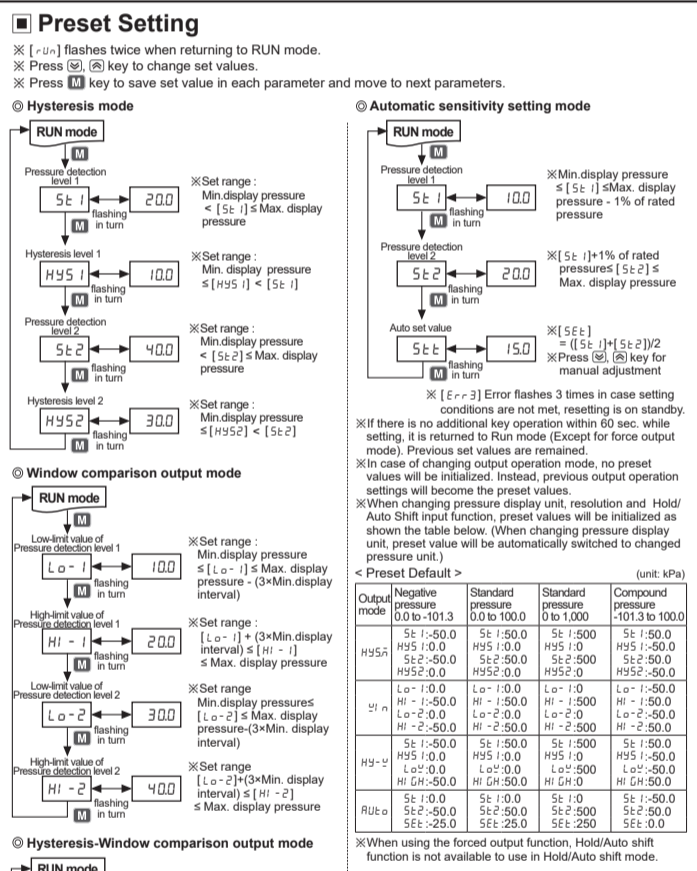 ■ Preset Setting
※ [rUn] flashes twice when returning to RUN mode.
※ Press , key to change set values.
※ Press M key to save set value in each parameter and move to next parameters.
◎ Hysteresis mode
RUN mode
M
Pressure detection
level 1
St 1
20.0
flashing
in turn
M
※Set range :
Min.display pressure
< [St 1] ≤ Max. display
pressure
Hysteresis level 1
HYS 1
10.0
flashing
in turn
M
※Set range :
Min. display pressure
≤[HYS 1] < [St 1]
Pressure detection
level 2
St2
40.0
flashing
in turn
M
※Set range :
Min.display pressure
< [St2] ≤ Max. display
pressure
Hysteresis level 2
HYS2
30.0
flashing
in turn
M
※Set range :
Min.display pressure
≤[HYS2] < [St2]
◎ Window comparison output mode
RUN mode
M
Low-limit value of
Pressure detection level 1
Lo- 1
10.0
flashing
in turn
M
※Set range :
Min.display pressure
≤[Lo- 1] ≤ Max. display
pressure - (3×Min.display
interval)
High-limit value of
Pressure detection level 1
HI - 1
20.0
flashing
in turn
M
※Set range :
[Lo- 1] + (3×Min.display
interval) ≤ [HI - 1]
≤ Max. display pressure
Low-limit value of
Pressure detection level 2
Lo-2
30.0
flashing
in turn
M
※Set range
Min.display pressure≤
[Lo-2] ≤ Max. display
pressure-(3×Min. display
interval)
High-limit value of
Pressure detection level 2
HI -2
40.0
flashing
in turn
M
※Set range
[Lo-2]+(3×Min. display
interval) ≤ [HI -2]
≤ Max. display pressure
◎ Hysteresis-Window comparison output mode
RUN mode
◎ Automatic sensitivity setting mode
RUN mode
M
Pressure detection
level 1
St 1
10.0
flashing
in turn
M
※Min.display pressure
≤ [St 1] ≤Max. display
pressure - 1% of rated
pressure
Pressure detection
level 2
St2
20.0
flashing
in turn
M
※[St 1]+1% of rated
pressure≤ [St2] ≤
Max. display pressure
Auto set value
Stt
15.0
flashing
in turn
M
※[SEt]
= ([St 1]+[St2])/2
※Press , key for
manual adjustment
※ [Err3] Error flashes 3 times in case setting
conditions are not met, resetting is on standby.
※If there is no additional key operation within 60 sec. while
setting, it is returned to Run mode (Except for force output
mode). Previous set values are remained.
※In case of changing output operation mode, no preset
values will be initialized. Instead, previous output operation
settings will become the preset values.
※When changing pressure display unit, resolution and Hold/
Auto Shift input function, preset values will be initialized as
shown the table below. (When changing pressure display
unit, preset value will be automatically switched to changed
pressure unit.)
< Preset Default > (unit: kPa)
Output mode | Negative pressure 0.0 to -101.3 | Standard pressure 0.0 to 100.0 | Standard pressure 0 to 1,000 | Compound pressure -101.3 to 100.0
HYSn
St 1:-50.0 St 1:50.0 St 1:500 St 1:50.0
HYS 1:0.0 HYS 1:0.0 HYS 1:0 HYS 1:-50.0
St2:-50.0 St2:50.0 St2:500 St2:50.0
HYS2:0.0 HYS2:0.0 HYS2:0 HYS2:-50.0
UI n
Lo- 1:0.0 Lo- 1:0.0 Lo- 1:0 Lo- 1:-50.0
HI - 1:-50.0 HI - 1:50.0 HI - 1:500 HI - 1:50.0
Lo-2:0.0 Lo-2:0.0 Lo-2:0 Lo-2:-50.0
HI -2:-50.0 HI -2:50.0 HI -2:500 HI -2:50.0
HY-U
St 1:-50.0 St 1:50.0 St 1:500 St 1:50.0
HYS 1:0.0 HYS 1:0.0 HYS 1:0 HYS 1:-50.0
LoU:0.0 LoU:0.0 LoU:500 LoU:-50.0
HI GH:-50.0 HI GH:50.0 HI GH:0 HI GH:50.0
AUto
St 1:0.0 St 1:0.0 St 1:0 St 1:-50.0
St2:-50.0 St2:50.0 St2:500 St2:50.0
SEt:-25.0 SEt:25.0 SEt:250 SEt:0.0
※When using the forced output function, Hold/Auto shift
function is not available to use in Hold/Auto shift mode.